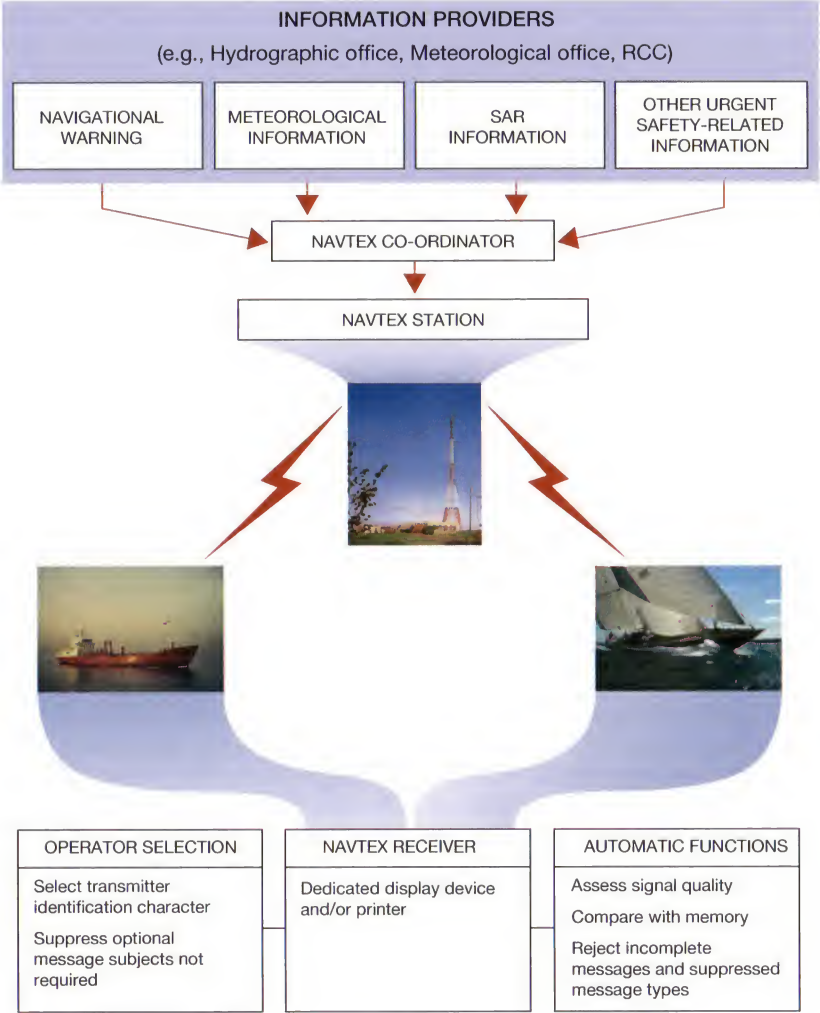 INFORMATION PROVIDERS
(e.g., Hydrographic office, Meteorological office, RCC)
NAVIGATIONAL
WARNING
METEOROLOGICAL
INFORMATION
SAR
INFORMATION
OTHER URGENT
SAFETY-RELATED
INFORMATION
NAVTEX CO-ORDINATOR
NAVTEX STATION
OPERATOR SELECTION
Select transmitter
identification character
Suppress optional
message subjects not
required
NAVTEX RECEIVER
Dedicated display device
and/or printer
AUTOMATIC FUNCTIONS
Assess signal quality
Compare with memory
Reject incomplete
messages and suppressed
message types